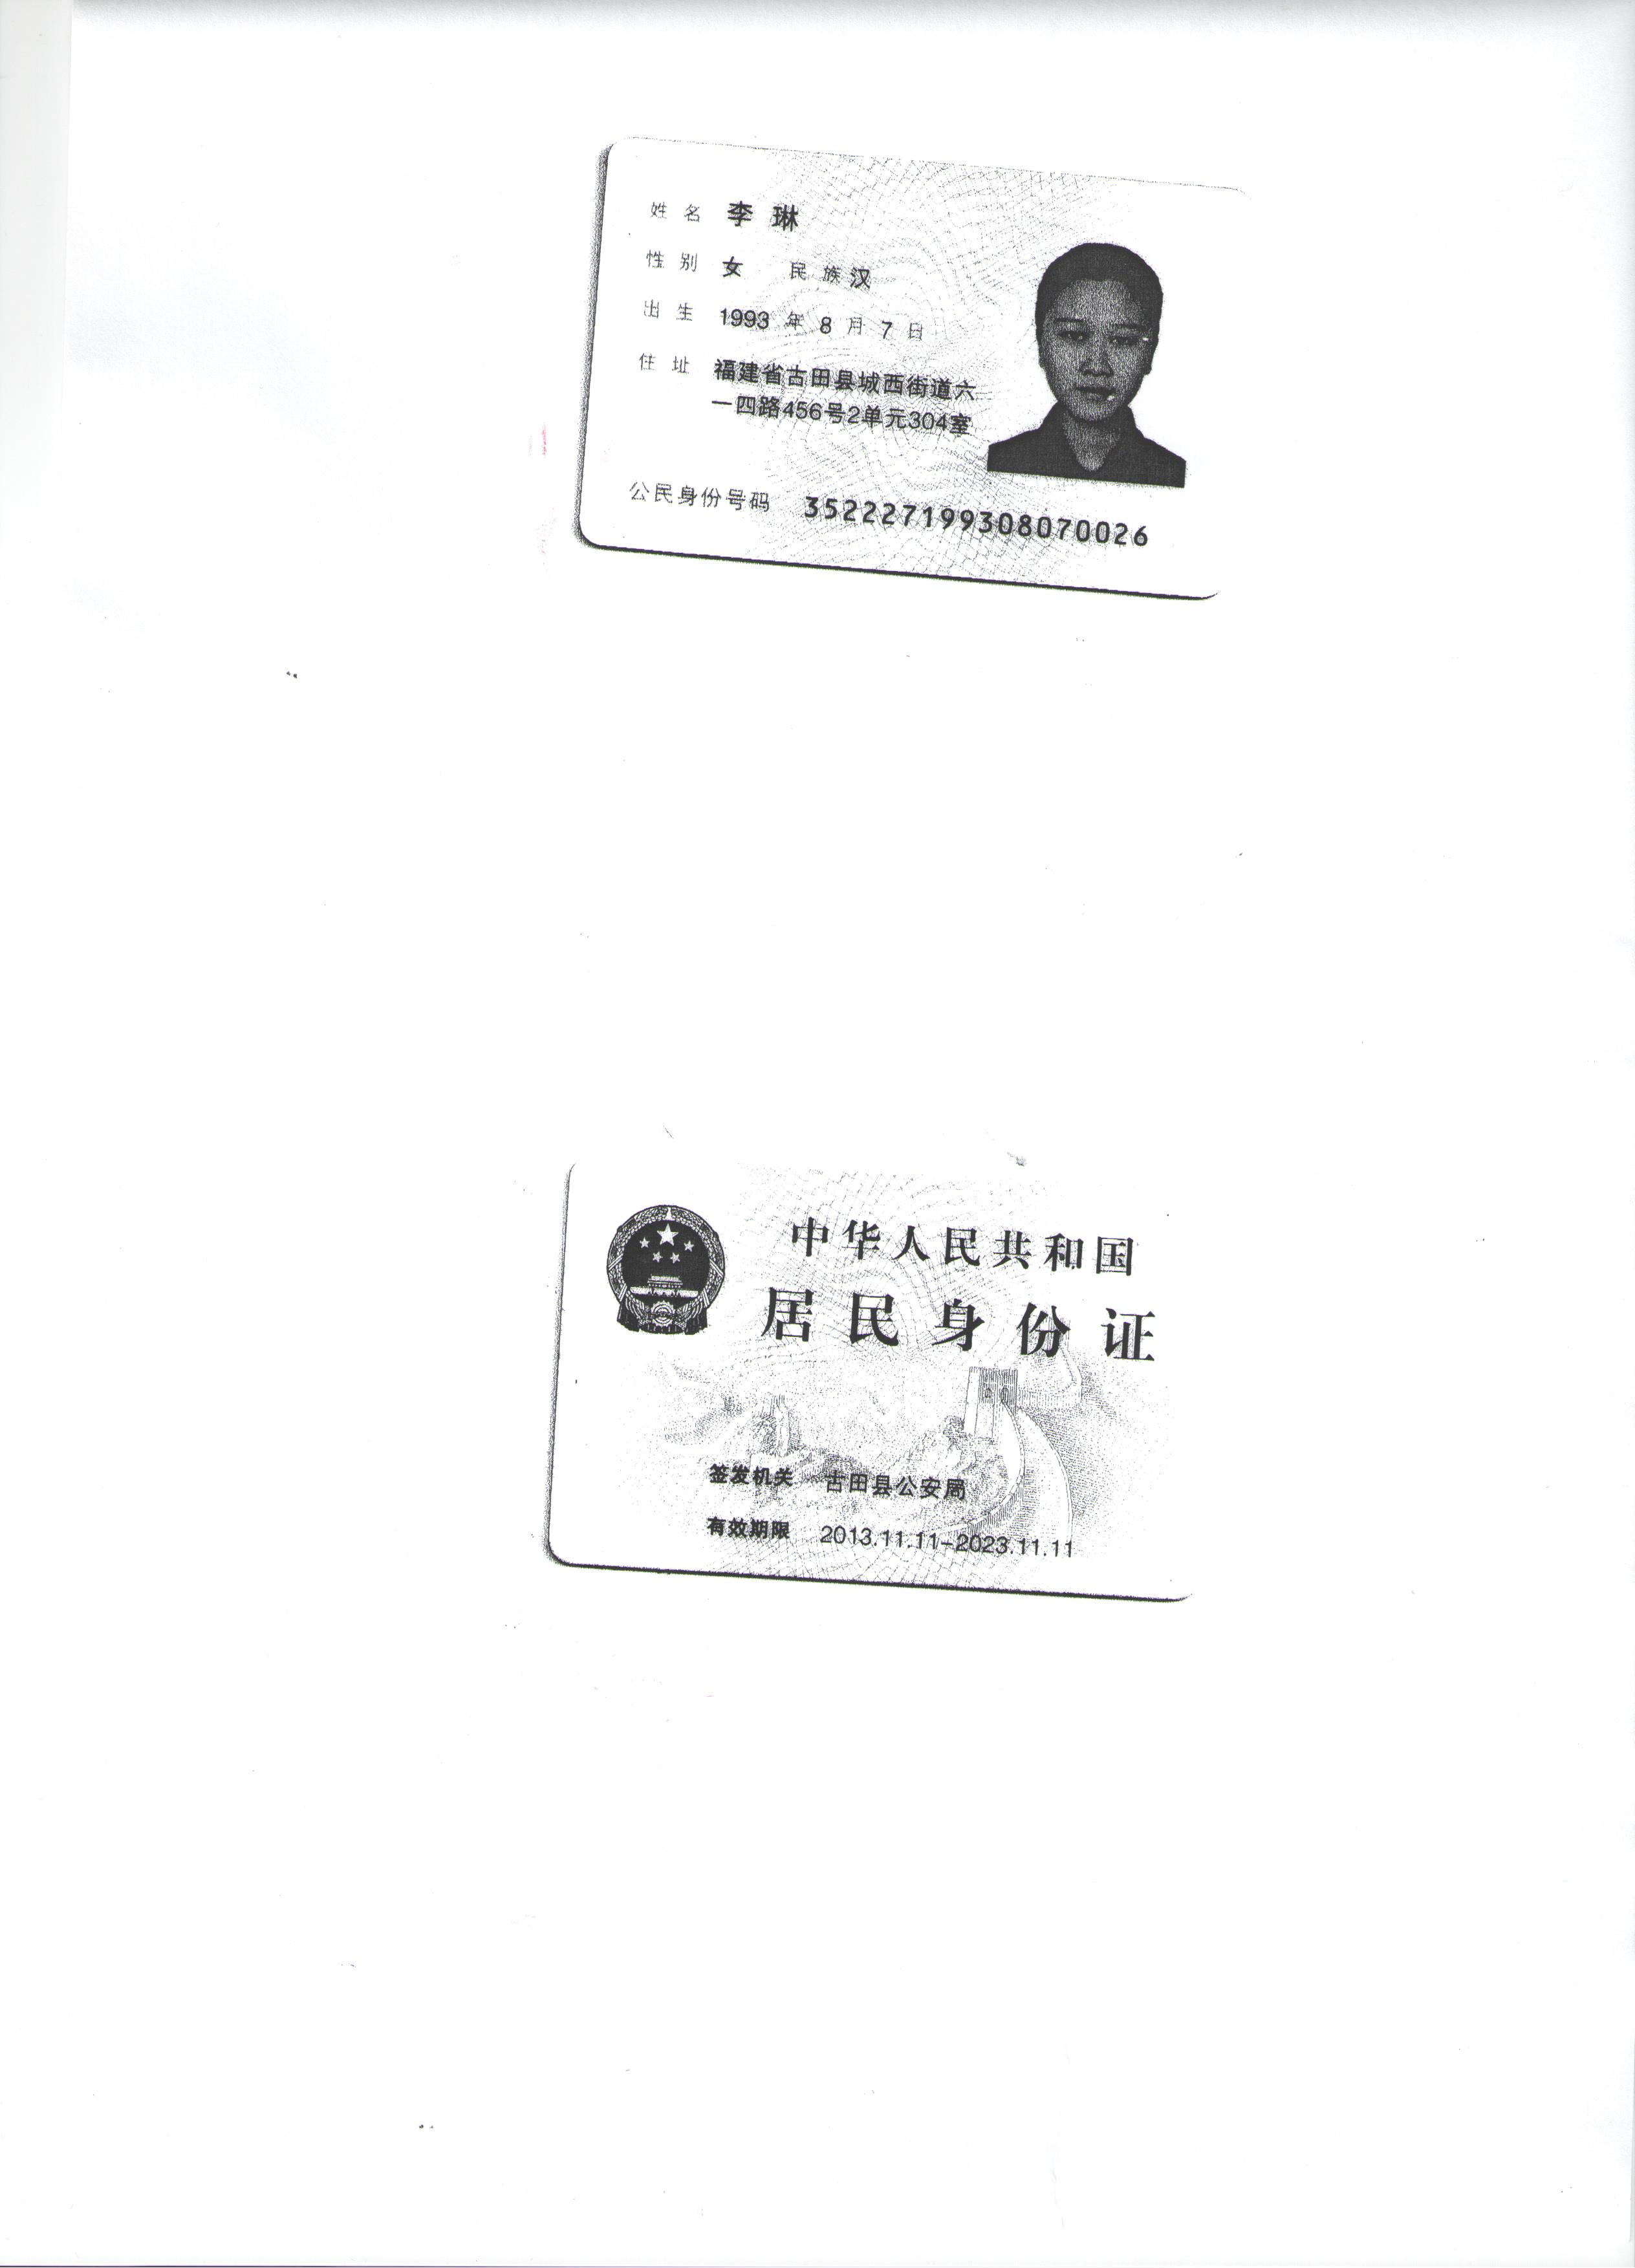 姓名 李琳
性别 女 民族 汉
出生 1993 年 8 月 7 日
住址 福建省古田县城西街道六
一四路456号2单元304室
公民身份号码 352227199308070026
中华人民共和国
居民身份证
签发机关 古田县公安局
有效期限 2013.11.11-2023.11.11